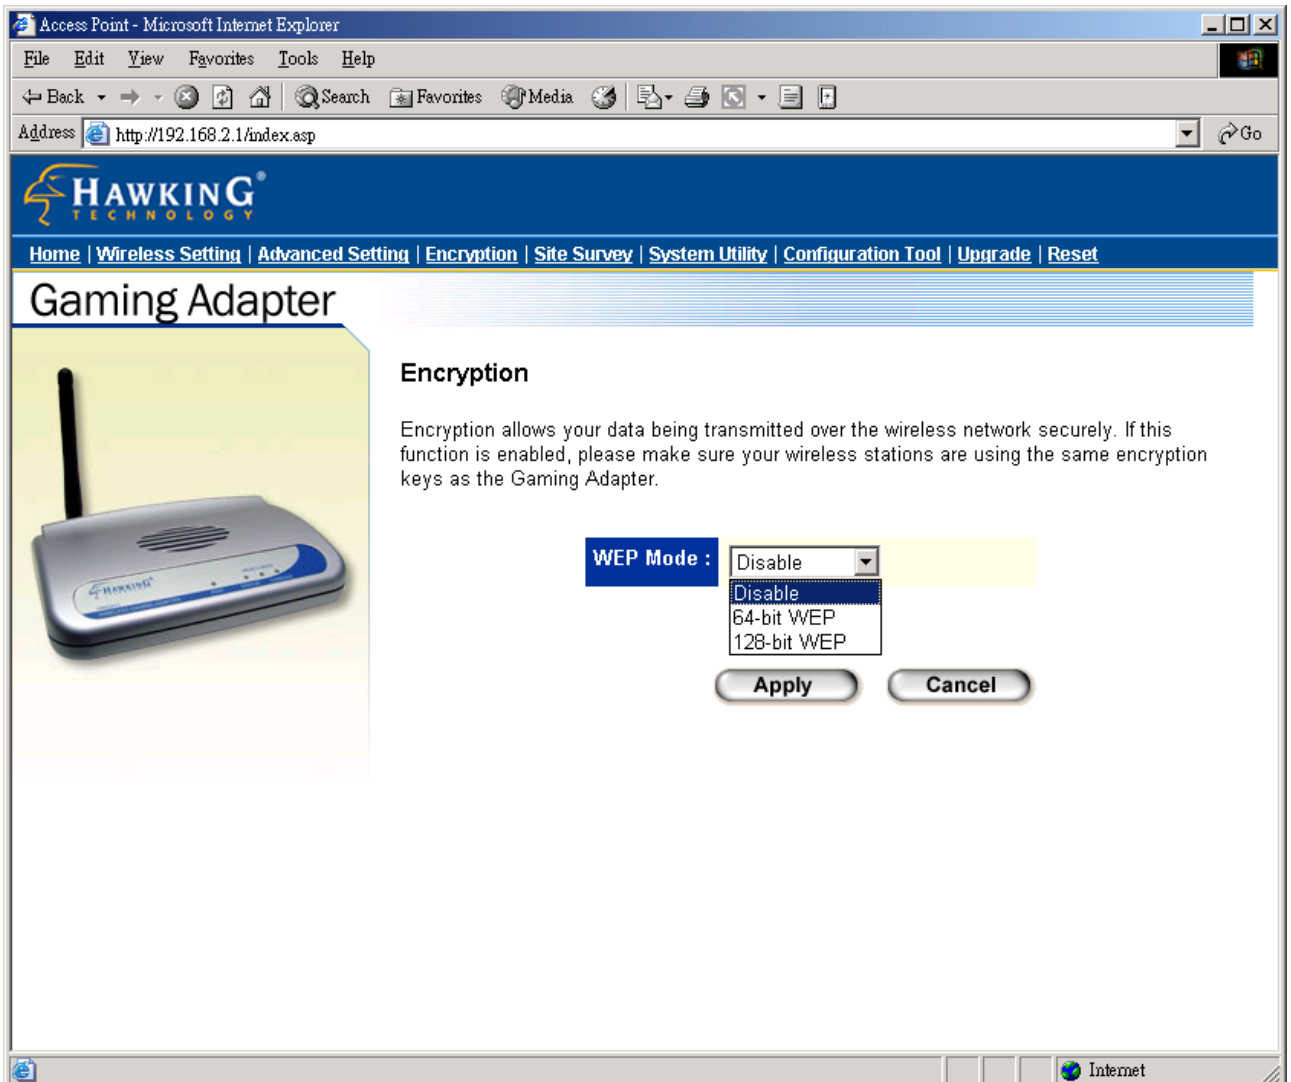 Access Point - Microsoft Internet Explorer
File Edit View Favorites Tools Help
Back Search Favorites Media
Address http://192.168.2.1/index.asp Go
HAWKING®
TECHNOLOGY
Home | Wireless Setting | Advanced Setting | Encryption | Site Survey | System Utility | Configuration Tool | Upgrade | Reset
Gaming Adapter
Encryption
Encryption allows your data being transmitted over the wireless network securely. If this
function is enabled, please make sure your wireless stations are using the same encryption
keys as the Gaming Adapter.
WEP Mode : Disable
Disable
64-bit WEP
128-bit WEP
HAWKING
Apply Cancel
Internet